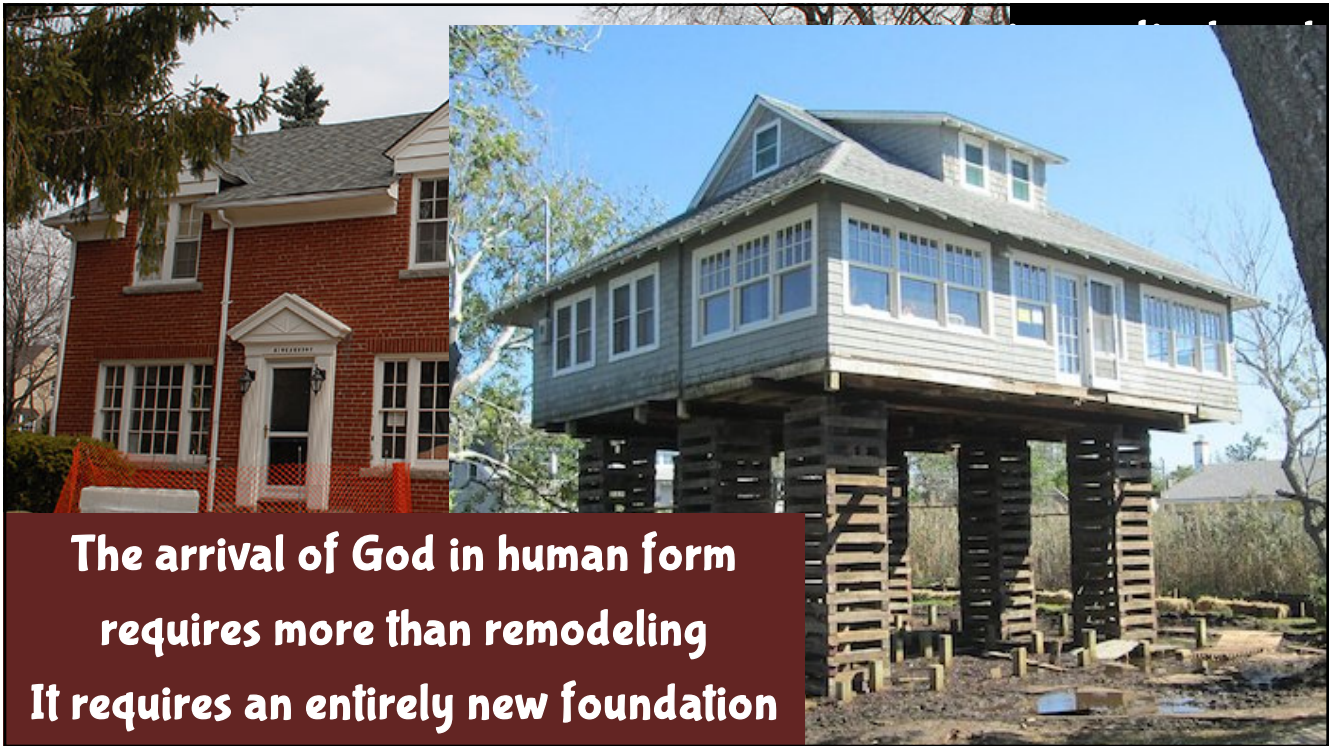 The arrival of God in human form
requires more than remodeling
It requires an entirely new foundation